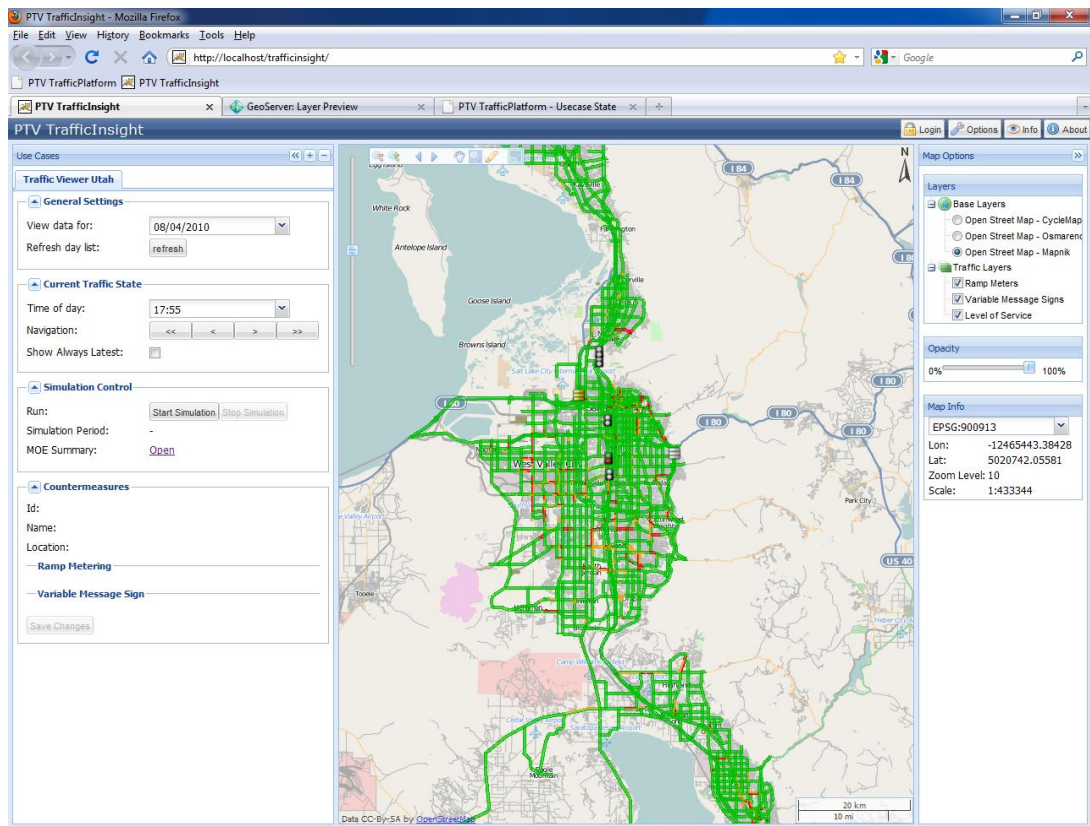 PTV TrafficInsight - Mozilla Firefox
File Edit View History Bookmarks Tools Help
http://localhost/trafficinsight/
Google
PTV TrafficPlatform PTV TrafficInsight
PTV TrafficInsight GeoServer: Layer Preview PTV TrafficPlatform - Usecase State
PTV TrafficInsight
Login Options Info About
Use Cases
Traffic Viewer Utah
General Settings
View data for: 08/04/2010
Refresh day list: refresh
Current Traffic State
Time of day: 17:55
Navigation: << < > >>
Show Always Latest:
Simulation Control
Run: Start Simulation Stop Simulation
Simulation Period: -
MOE Summary: Open
Countermeasures
Id:
Name:
Location:
Ramp Metering
Variable Message Sign
Save Changes
N
I 84
I 84
White Rock
Antelope Island
Goose Island
Browns Island
I 80
I 80
I 80
I 80
West Valley City
Park City
US 40
Tooele
Eagle Mountain
20 km
10 mi
Data CC-By-SA by OpenStreetMap
Map Options
Layers
Base Layers
Open Street Map - CycleMap
Open Street Map - Osmarend
Open Street Map - Mapnik
Traffic Layers
Ramp Meters
Variable Message Signs
Level of Service
Opacity
0% 100%
Map Info
EPSG:900913
Lon: -12465443.38428
Lat: 5020742.05581
Zoom Level: 10
Scale: 1:433344